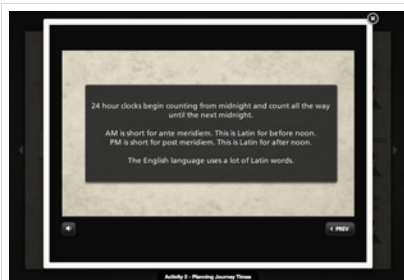 24 hour clocks begin counting from midnight and count all the way
until the next midnight.
AM is short for ante meridiem. This is Latin for before noon.
PM is short for post meridiem. This is Latin for after noon.
The English language uses a lot of Latin words.
< PREV
Activity 2 - Planning Journey Times